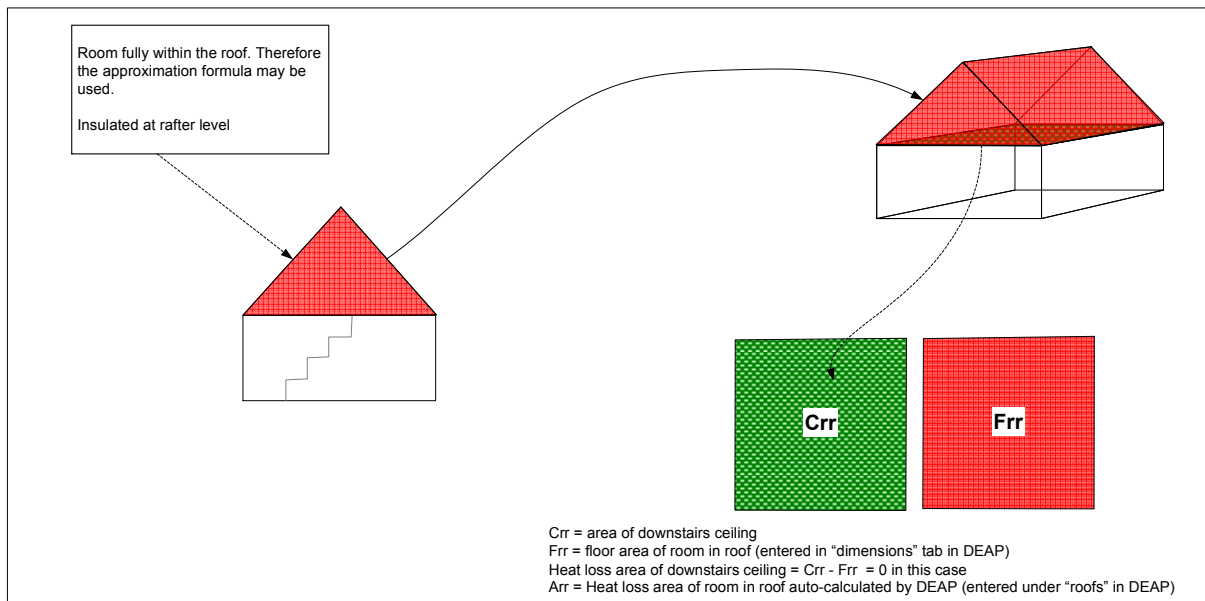 Room fully within the roof. Therefore
the approximation formula may be
used.
Insulated at rafter level
Crr
Frr
Crr = area of downstairs ceiling
Frr = floor area of room in roof (entered in “dimensions” tab in DEAP)
Heat loss area of downstairs ceiling = Crr - Frr  = 0 in this case
Arr = Heat loss area of room in roof auto-calculated by DEAP (entered under “roofs” in DEAP)